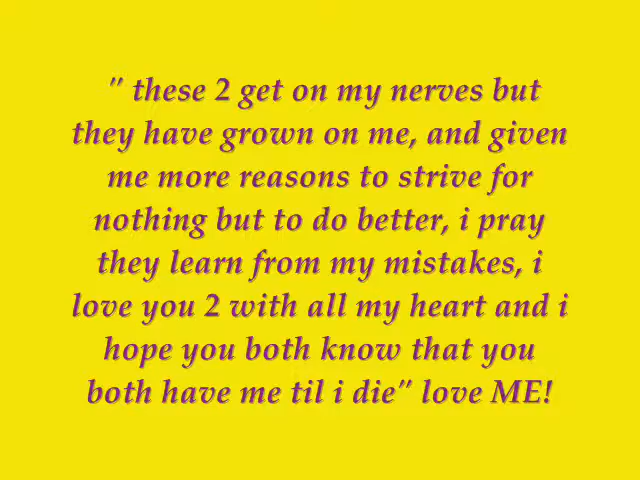 " these 2 get on my nerves but
they have grown on me, and given
me more reasons to strive for
nothing but to do better, i pray
they learn from my mistakes, i
love you 2 with all my heart and i
hope you both know that you
both have me til i die" love ME!